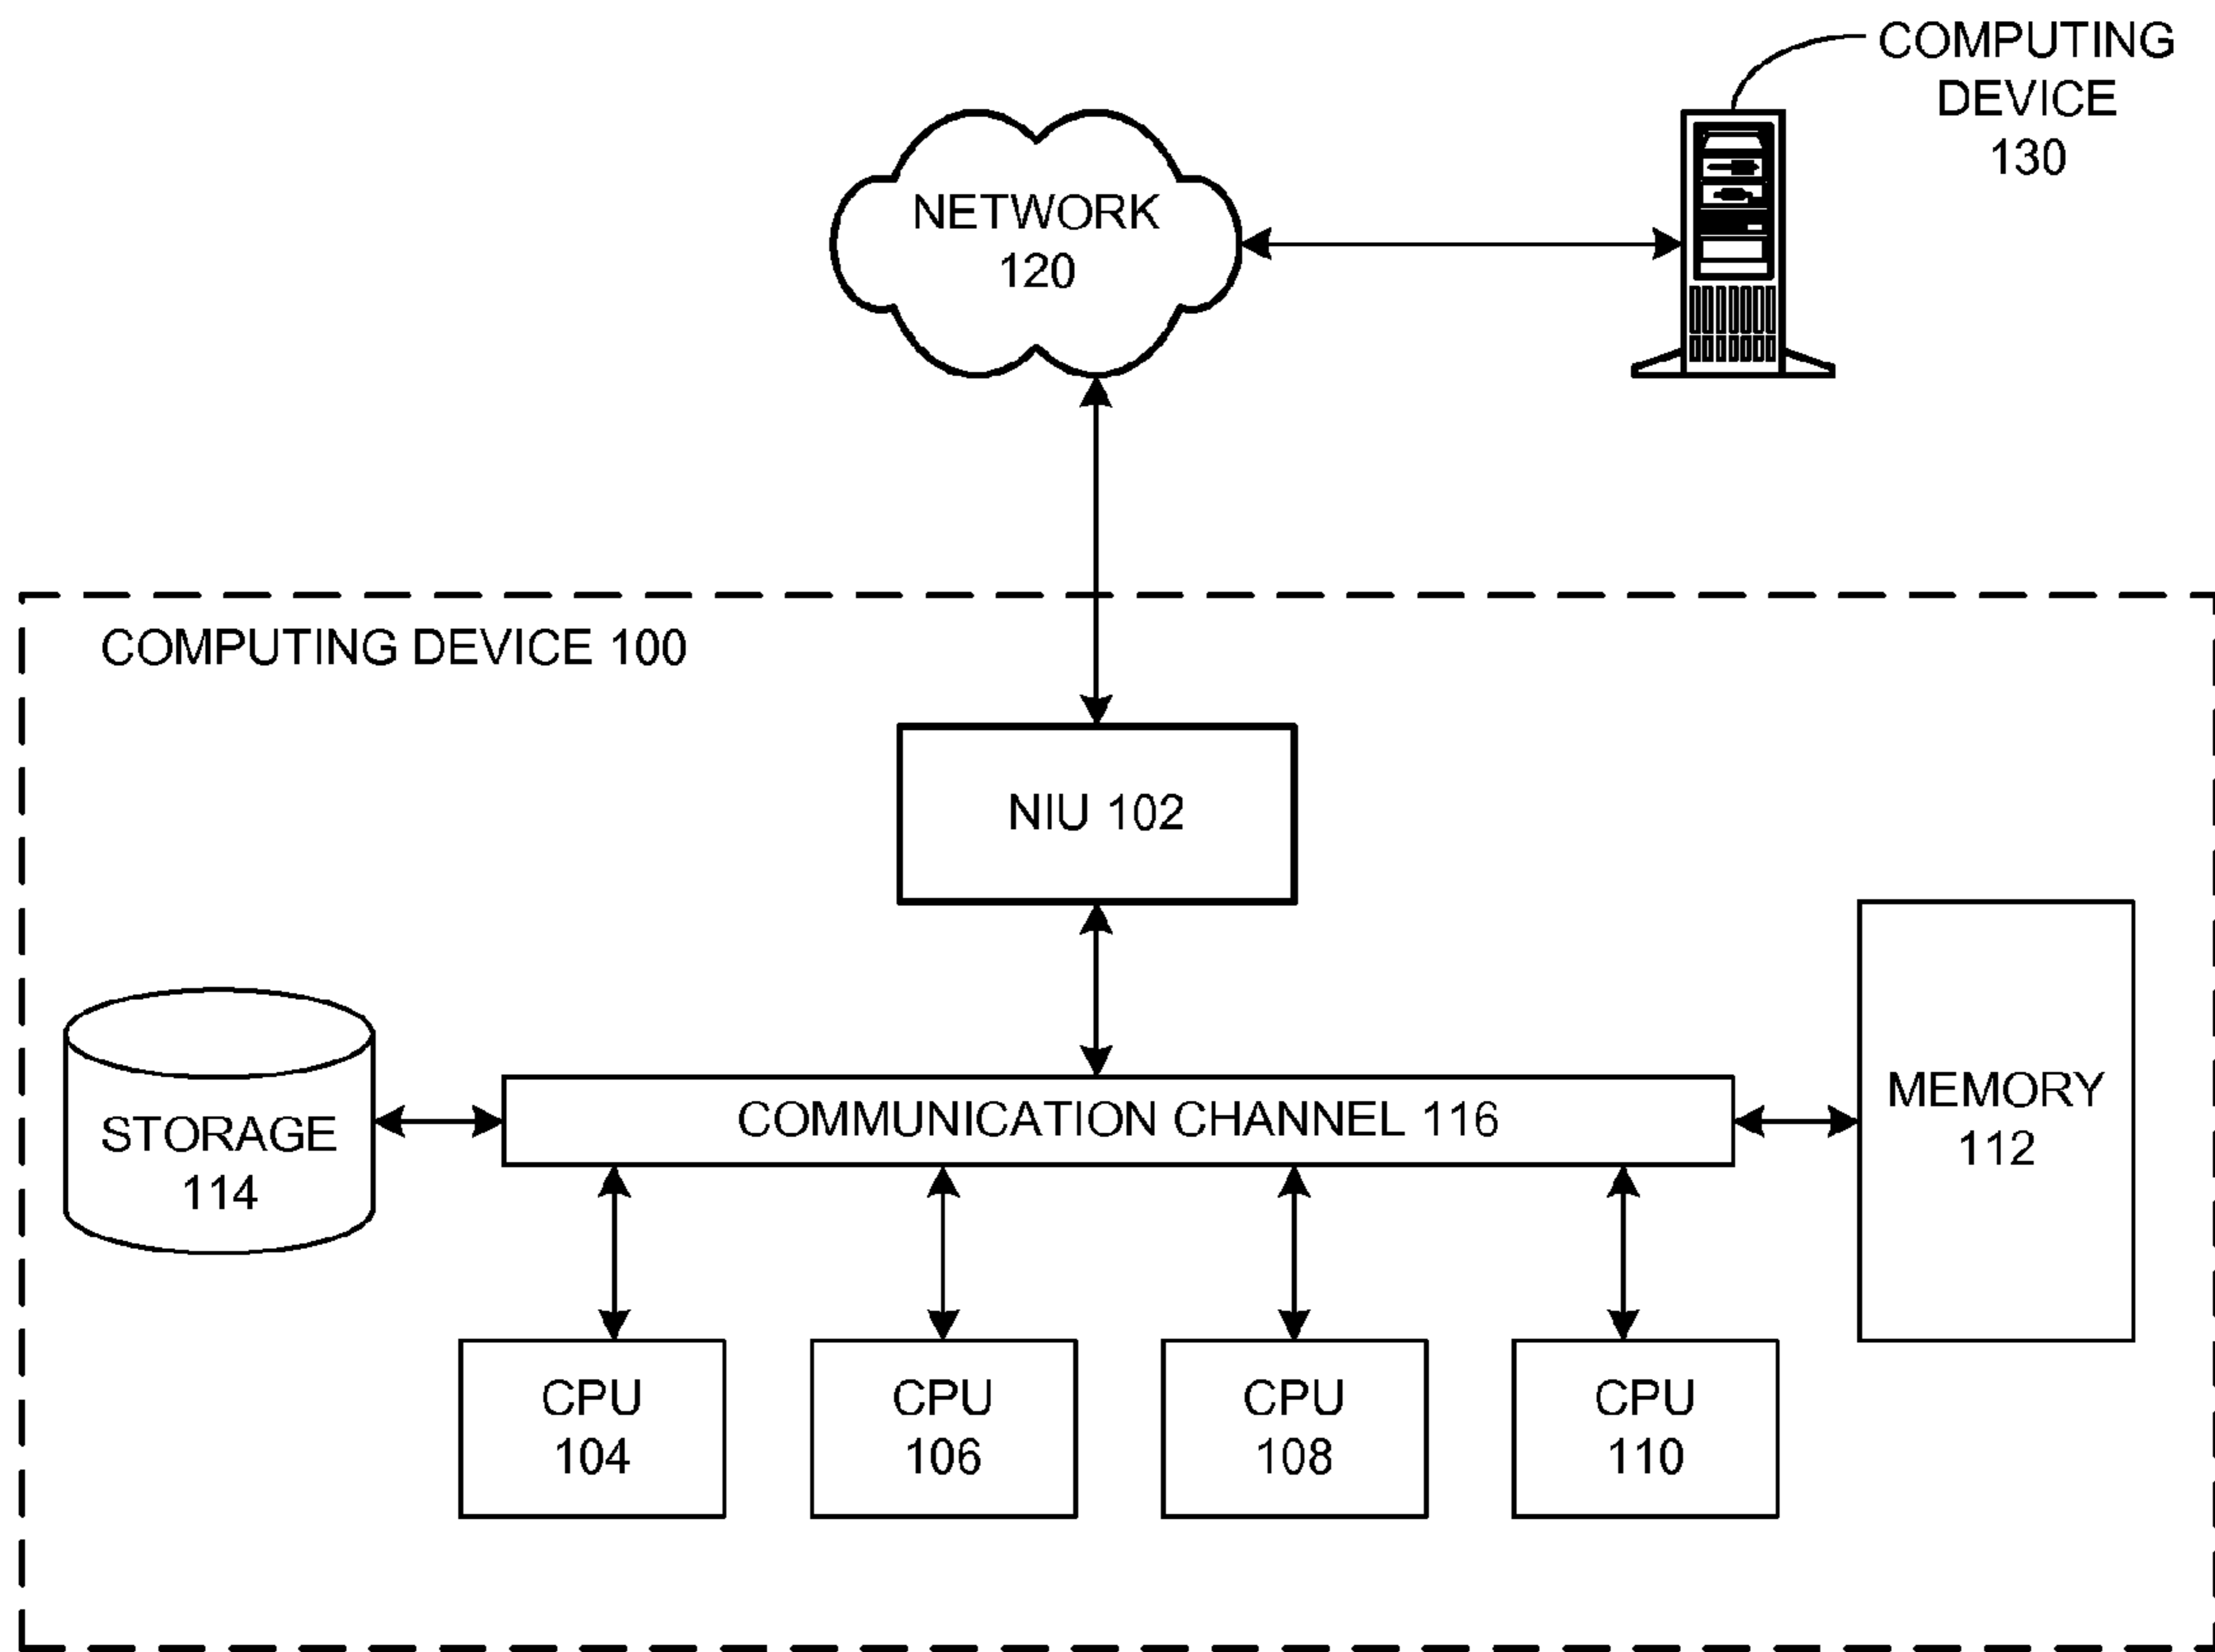 COMPUTING
DEVICE
130
NETWORK
120
COMPUTING DEVICE 100
NIU 102
COMMUNICATION CHANNEL 116
STORAGE
114
MEMORY
112
CPU
104
CPU
106
CPU
108
CPU
110